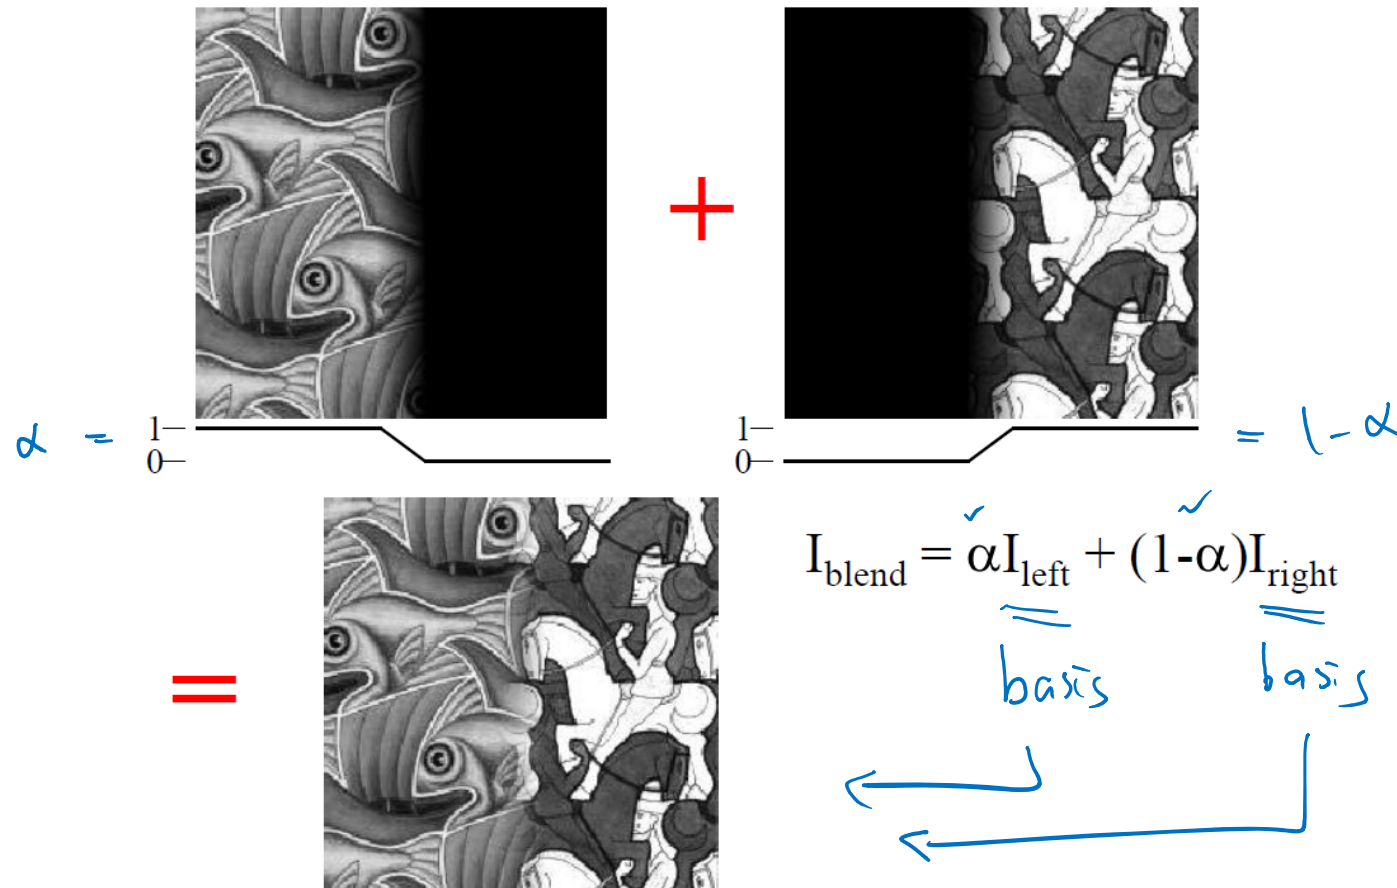 +
α =
1
0
1
0
= 1-α
=
I_blend = αI_left + (1-α)I_right
basis
basis